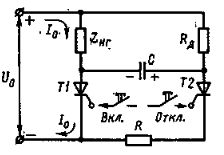 + I₀ Zнг C Rд
U₀ - +
T1 T2
I₀ Вкл. Откл.
- R